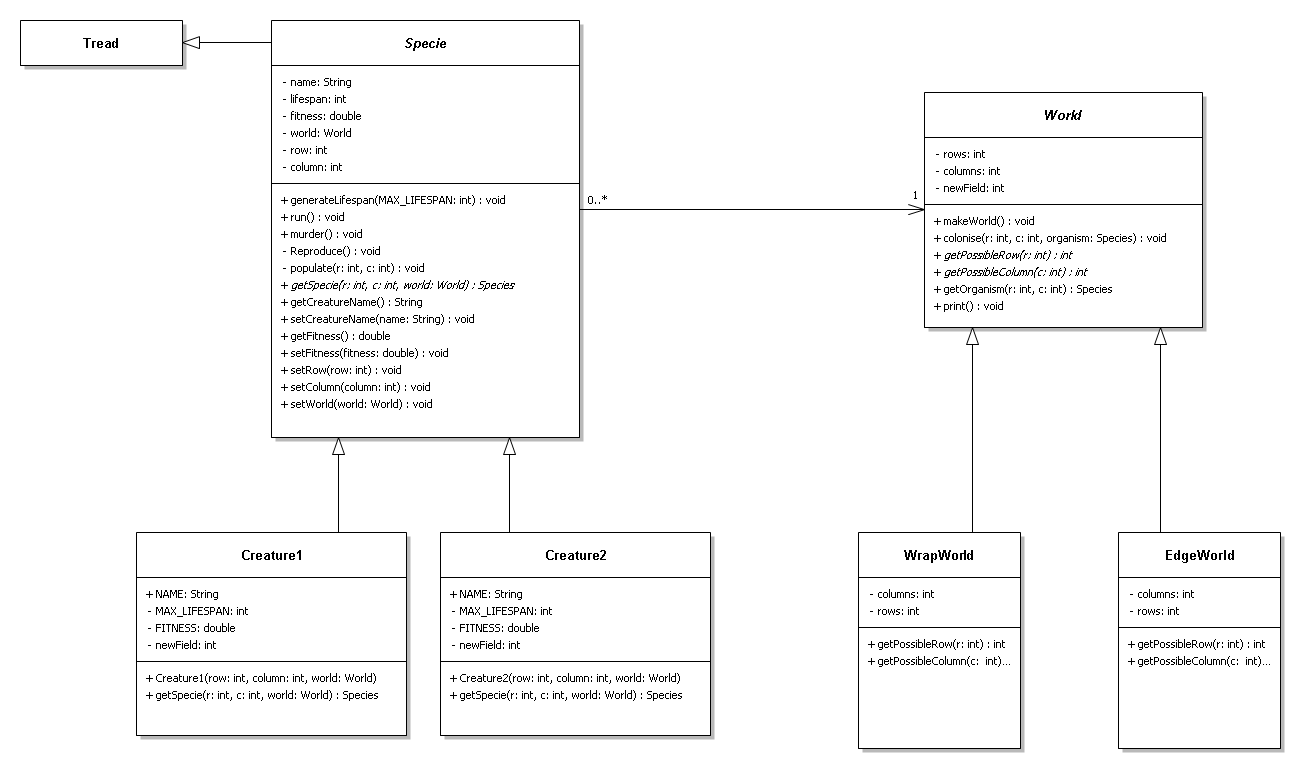 Tread
Specie
- name: String
- lifespan: int
- fitness: double
- world: World
- row: int
- column: int
+ generateLifespan(MAX_LIFESPAN: int) : void
+ run() : void
+ murder() : void
- Reproduce() : void
- populate(r: int, c: int) : void
+ getSpecie(r: int, c: int, world: World) : Species
+ getCreatureName() : String
+ setCreatureName(name: String) : void
+ getFitness() : double
+ setFitness(fitness: double) : void
+ setRow(row: int) : void
+ setColumn(column: int) : void
+ setWorld(world: World) : void
0..*
1
World
- rows: int
- columns: int
- newField: int
+ makeWorld() : void
+ colonise(r: int, c: int, organism: Species) : void
+ getPossibleRow(r: int) : int
+ getPossibleColumn(c: int) : int
+ getOrganism(r: int, c: int) : Species
+ print() : void
Creature1
+ NAME: String
- MAX_LIFESPAN: int
- FITNESS: double
- newField: int
+ Creature1(row: int, column: int, world: World)
+ getSpecie(r: int, c: int, world: World) : Species
Creature2
+ NAME: String
- MAX_LIFESPAN: int
- FITNESS: double
- newField: int
+ Creature2(row: int, column: int, world: World)
+ getSpecie(r: int, c: int, world: World) : Species
WrapWorld
- columns: int
- rows: int
+ getPossibleRow(r: int) : int
+ getPossibleColumn(c: int)...
EdgeWorld
- columns: int
- rows: int
+ getPossibleRow(r: int) : int
+ getPossibleColumn(c: int)...